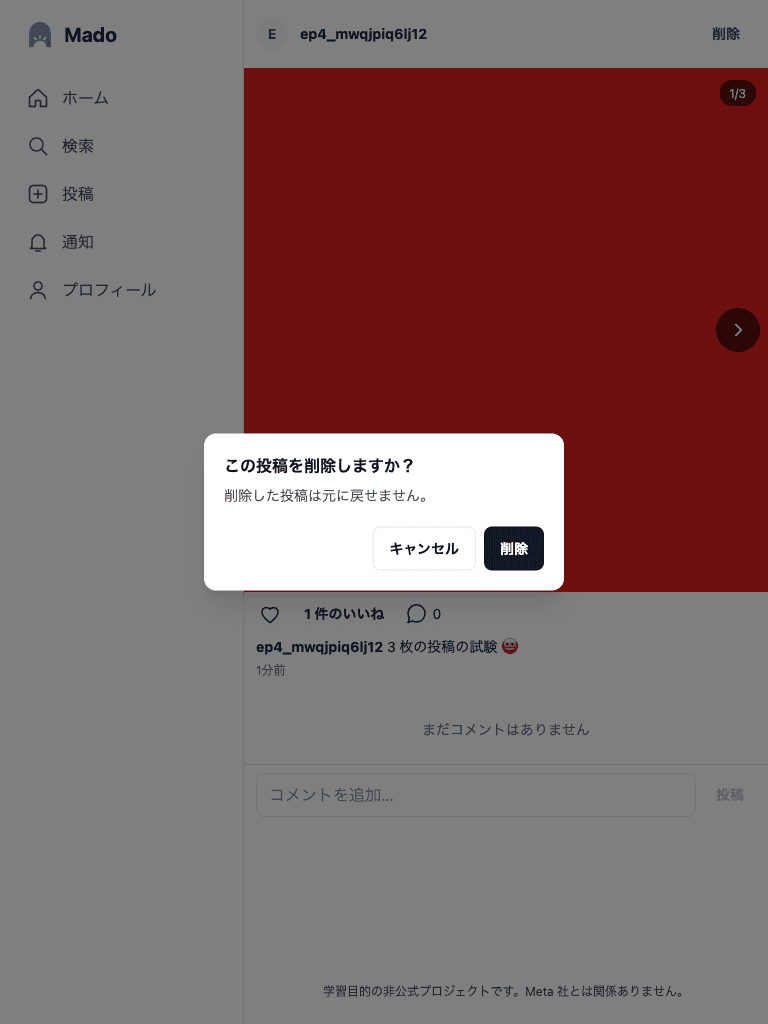 Mado
ホーム
検索
投稿
通知
プロフィール
E
ep4_mwqjpiq6lj12
削除
1/3
この投稿を削除しますか？
削除した投稿は元に戻せません。
キャンセル
削除
1 件のいいね
0
ep4_mwqjpiq6lj12 3 枚の投稿の試験
1分前
まだコメントはありません
コメントを追加...
投稿
学習目的の非公式プロジェクトです。Meta 社とは関係ありません。